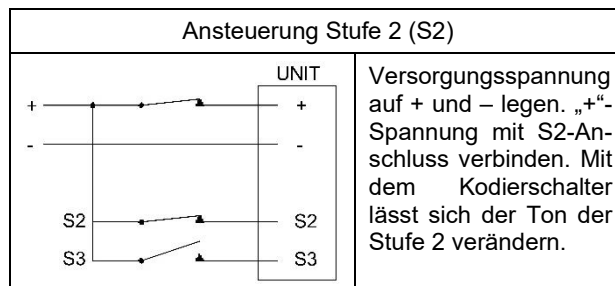 Ansteuerung Stufe 2 (S2)
UNIT
+ +
- -
S2 S2
S3 S3
Versorgungsspannung
auf + und – legen. „+“-
Spannung mit S2-An-
schluss verbinden. Mit
dem Kodierschalter
lässt sich der Ton der
Stufe 2 verändern.